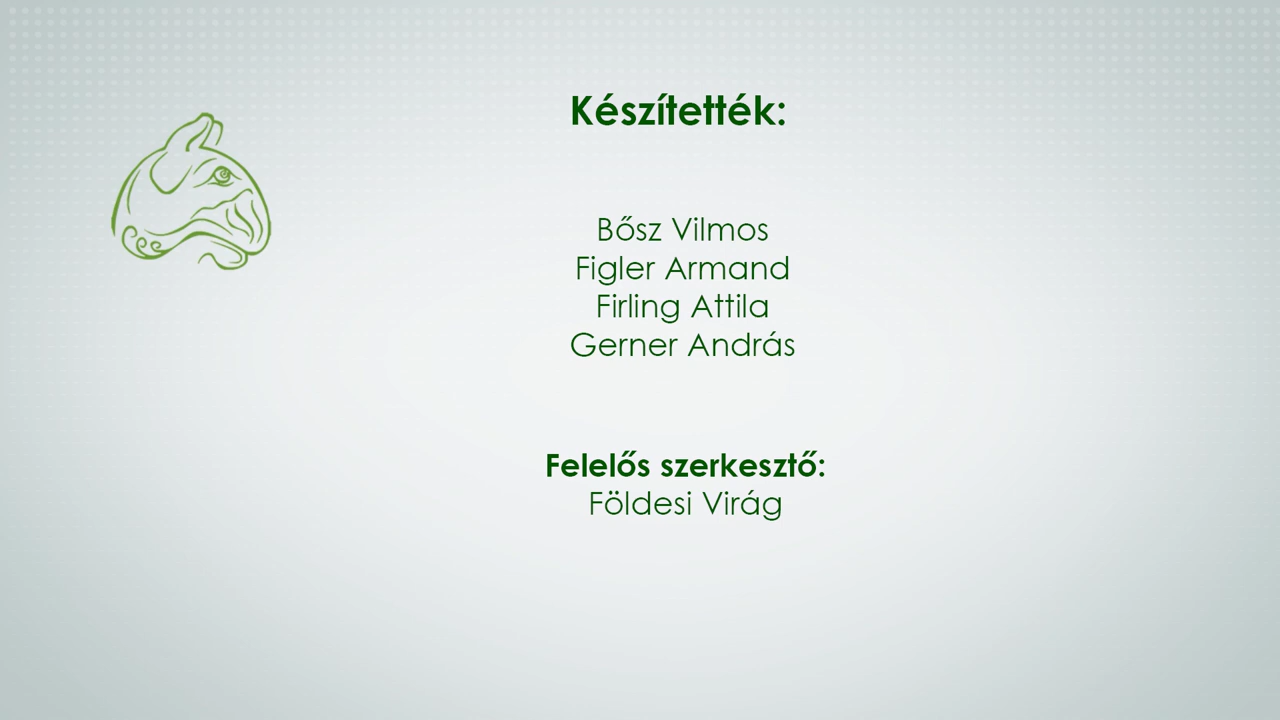 Készítették:
Bősz Vilmos
Figler Armand
Firling Attila
Gerner András
Felelős szerkesztő:
Földesi Virág